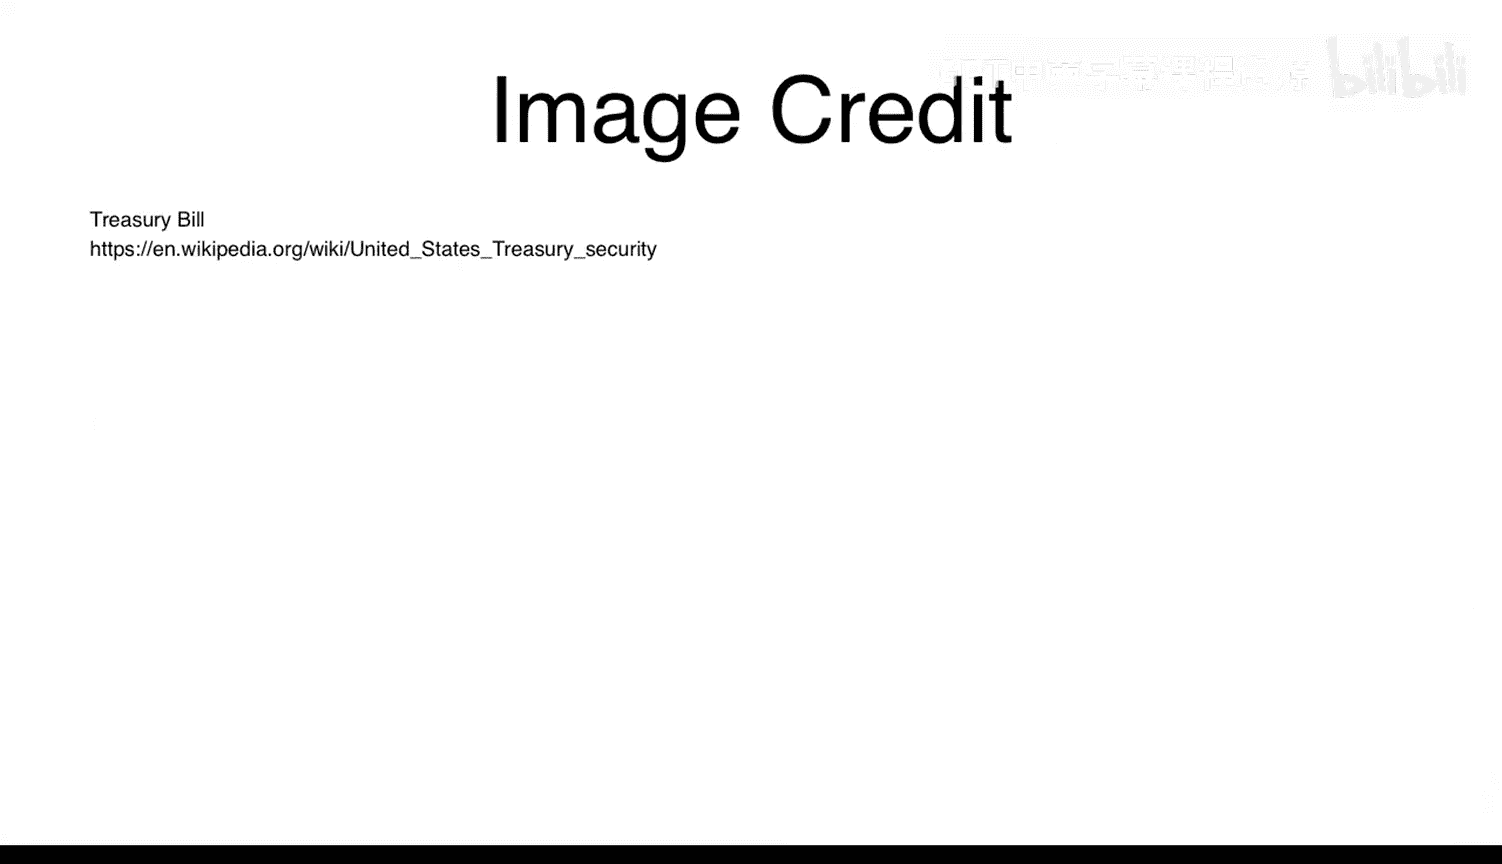 Image Credit
bilibili
Treasury Bill
https://en.wikipedia.org/wiki/United_States_Treasury_security